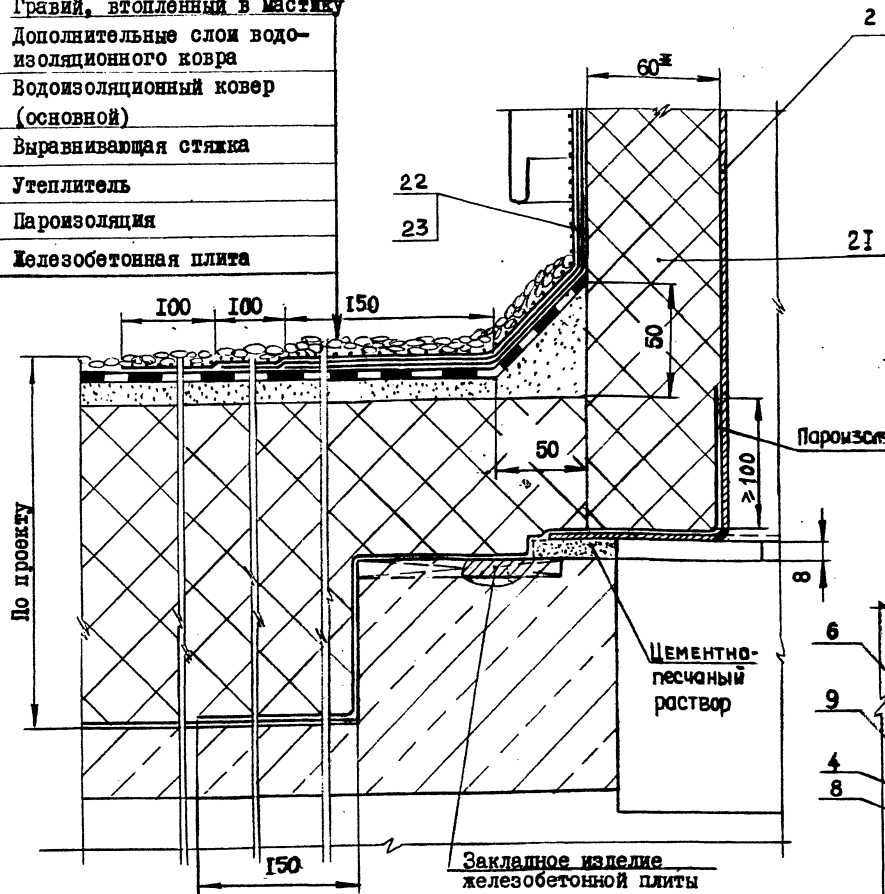 Гравий, втопленный в мастику
Дополнительные слои водо-
изоляционного ковра
Водоизоляционный ковер
(основной)
Выравнивающая стяжка
Утеплитель
Пароизоляция
Железобетонная плита
2
60ж
22
23
21
100
100
150
50
50
Пароизоля
≥100
По проекту
8
Цементно-
песчаный
раствор
6
9
4
8
150
Закладное изделие
железобетонной плиты